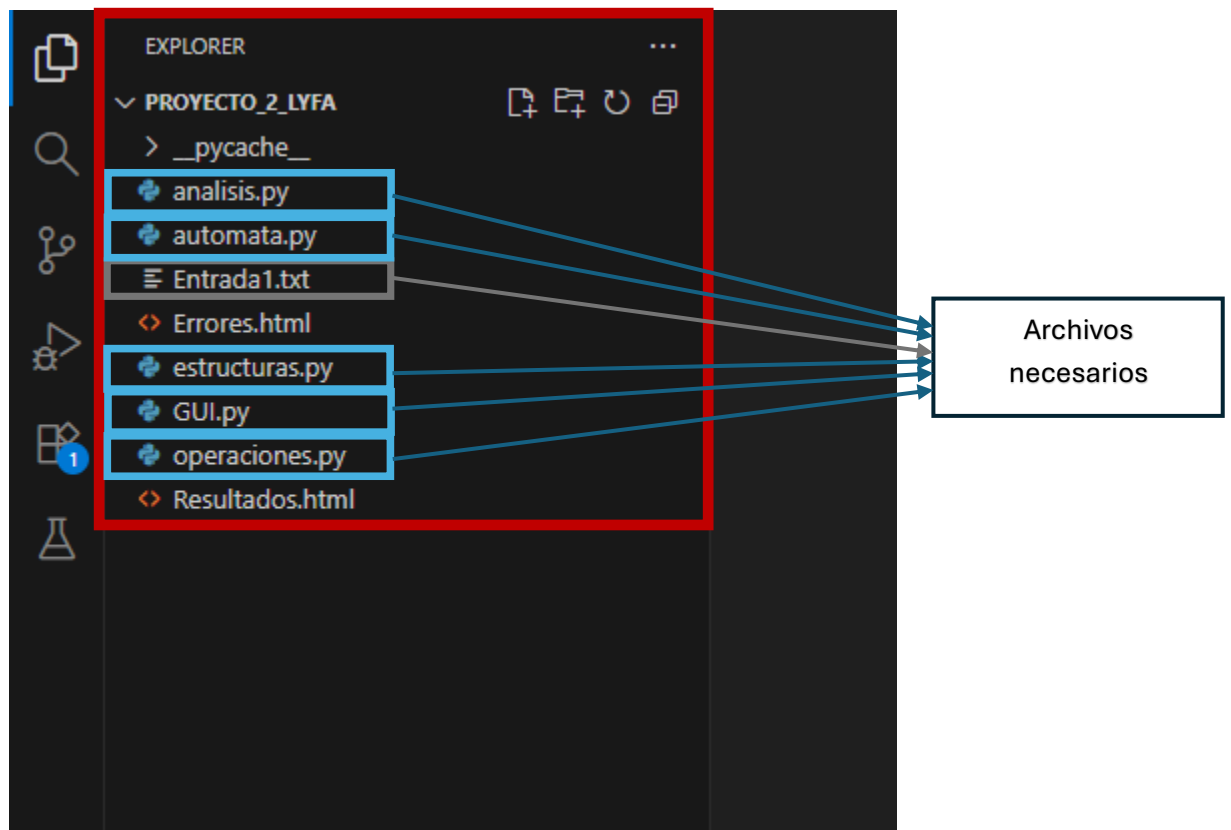 EXPLORER
PROYECTO_2_LYFA
__pycache__
analisis.py
automata.py
Entrada1.txt
Errores.html
estructuras.py
GUI.py
operaciones.py
Resultados.html
1
Archivos
necesarios